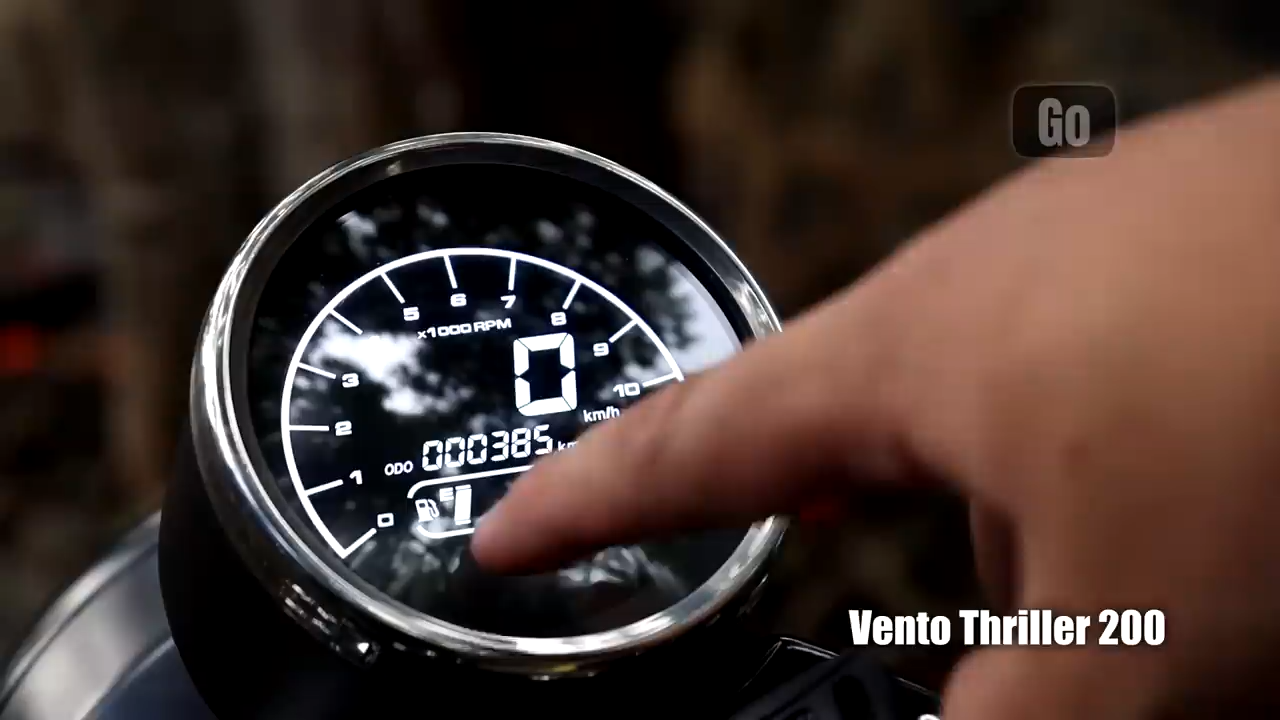 Go
5 6 7 8 9 10
x1000 RPM
3
2
1
0
0
km/h
ODO 000385 km
E
Vento Thriller 200